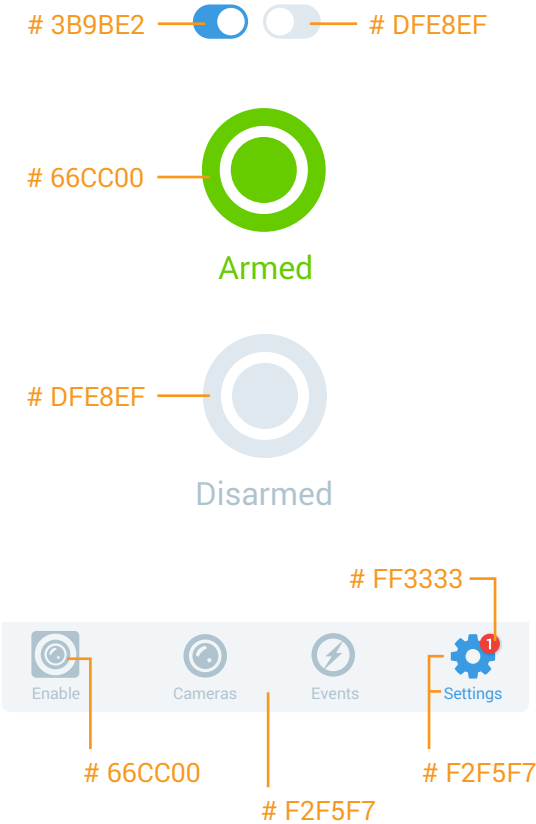 # 3B9BE2
# DFE8EF
# 66CC00
Armed
# DFE8EF
Disarmed
# FF3333
1
Enable
Cameras
Events
Settings
# 66CC00
# F2F5F7
# F2F5F7